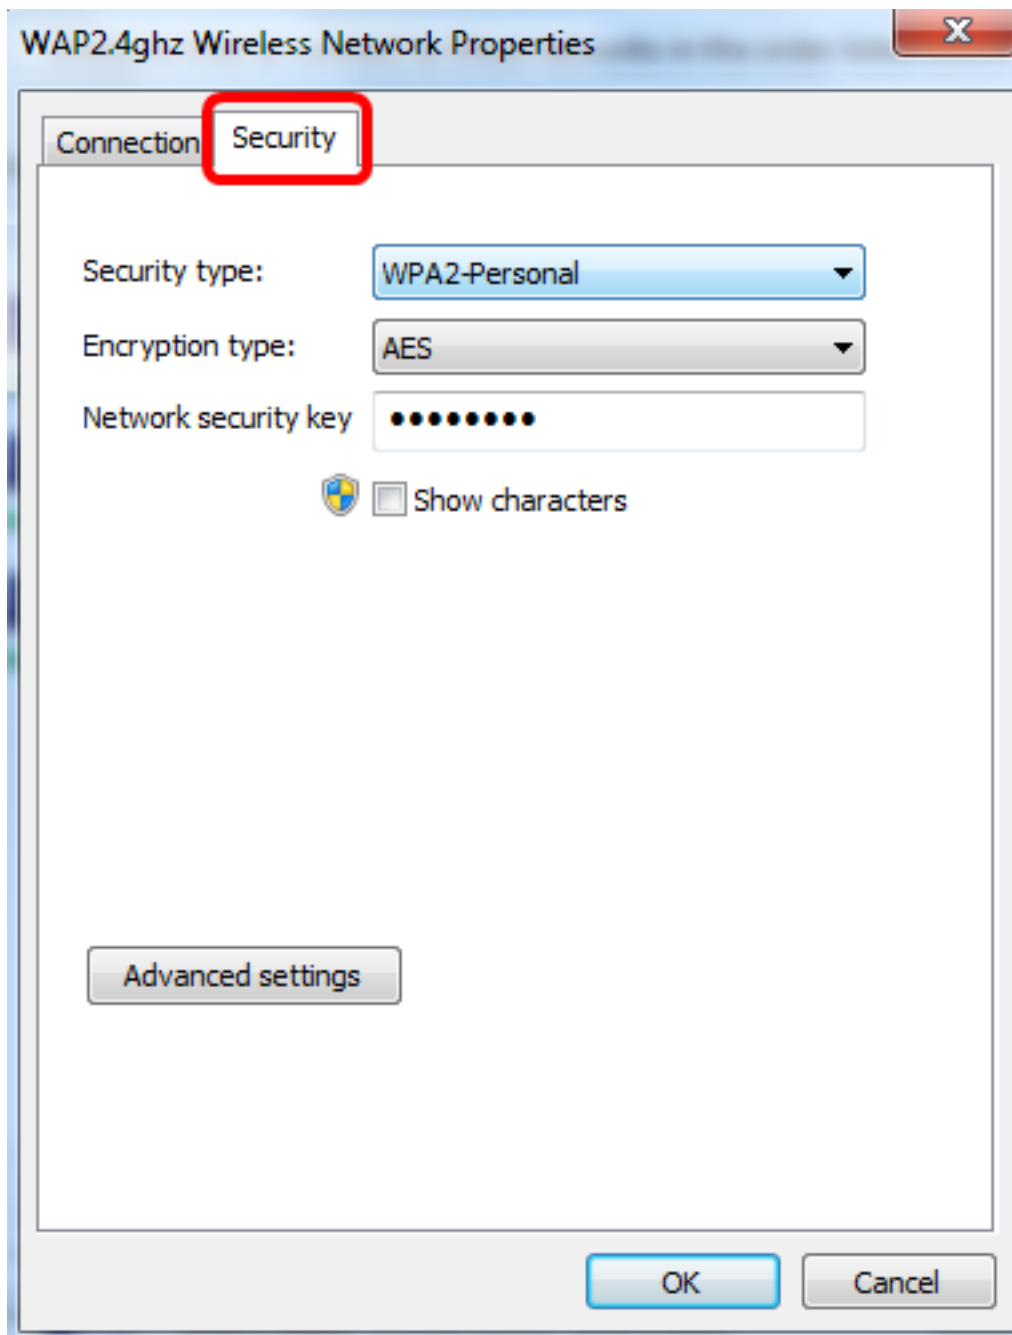 WAP2.4ghz Wireless Network Properties
Connection
Security
Security type:
WPA2-Personal
Encryption type:
AES
Network security key
••••••••
Show characters
Advanced settings
OK
Cancel